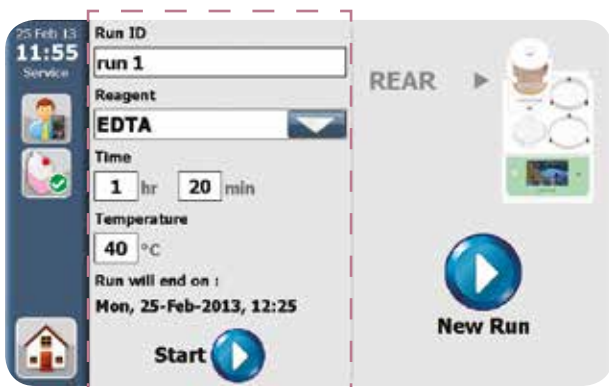 25 Feb 13
11:55
Service
Run ID
run 1
Reagent
EDTA
Time
1 hr 20 min
Temperature
40 °C
Run will end on :
Mon, 25-Feb-2013, 12:25
Start
REAR
New Run